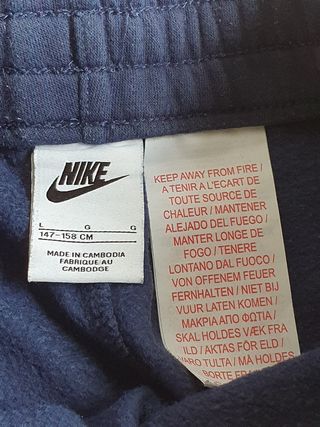 NIKE
L G G
147-158 CM
MADE IN CAMBODIA
FABRIQUE AU
CAMBODGE
KEEP AWAY FROM FIRE /
A TENIR A L'ECART DE
TOUTE SOURCE DE
CHALEUR / MANTENER
ALEJADO DEL FUEGO /
MANTER LONGE DE
FOGO / TENERE
LONTANO DAL FUOCO /
VON OFFENEM FEUER
FERNHALTEN / NIET BIJ
VUUR LATEN KOMEN /
ΜΑΚΡΙΑ ΑΠΟ ΦΩΤΙΑ /
SKAL HOLDES VÆK FRA
ILD / AKTAS FÖR ELD /
TULTA / MÅ HOLDES
BORTE FRA